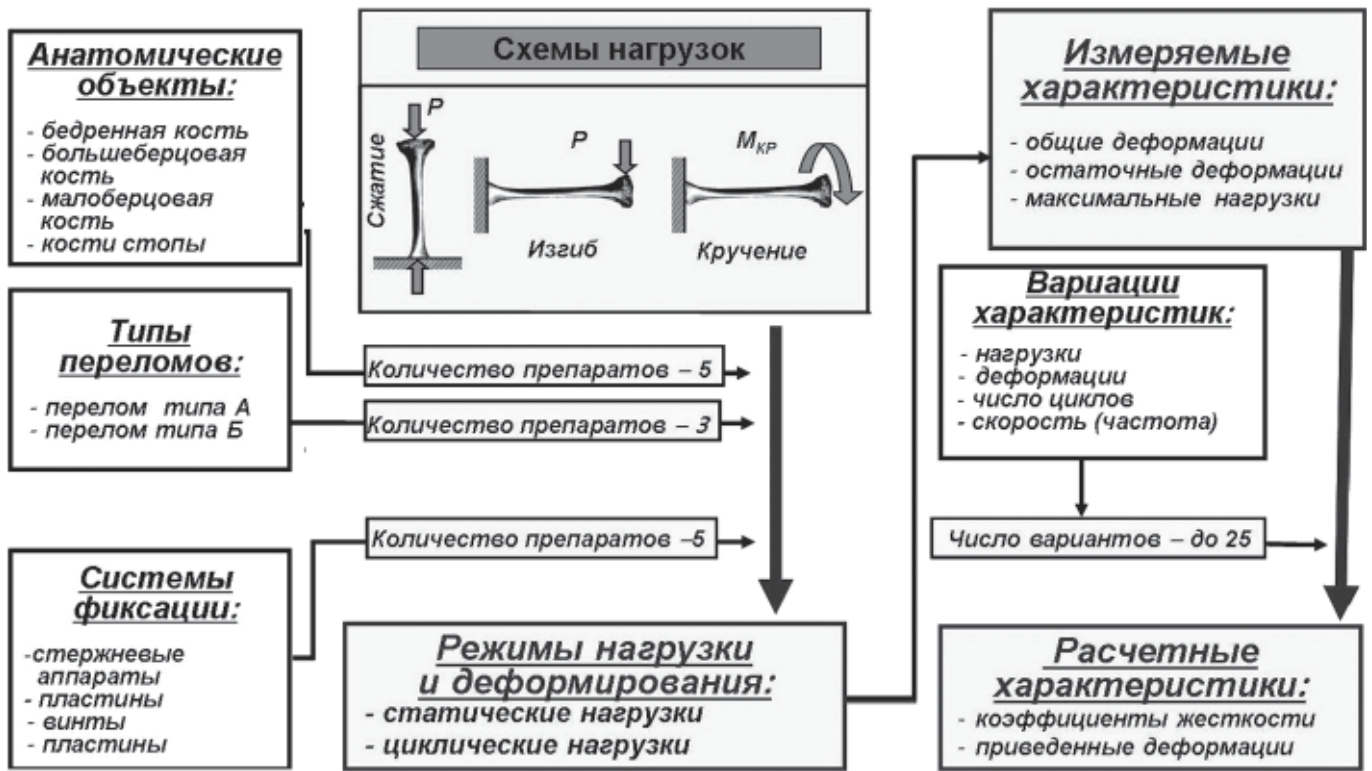 Анатомические
объекты:
- бедренная кость
- большеберцовая
кость
- малоберцовая
кость
- кости стопы
Типы
переломов:
- перелом типа А
- перелом типа Б
Системы
фиксации:
-стержневые
аппараты
- пластины
- винты
- пластины
Схемы нагрузок
Сжатие
P
P
Изгиб
МКР
Кручение
Количество препаратов – 5
Количество препаратов – 3
Количество препаратов –5
Режимы нагрузки
и деформирования:
- статические нагрузки
- циклические нагрузки
Измеряемые
характеристики:
- общие деформации
- остаточные деформации
- максимальные нагрузки
Вариации
характеристик:
- нагрузки
- деформации
- число циклов
- скорость (частота)
Число вариантов – до 25
Расчетные
характеристики:
- коэффициенты жесткости
- приведенные деформации